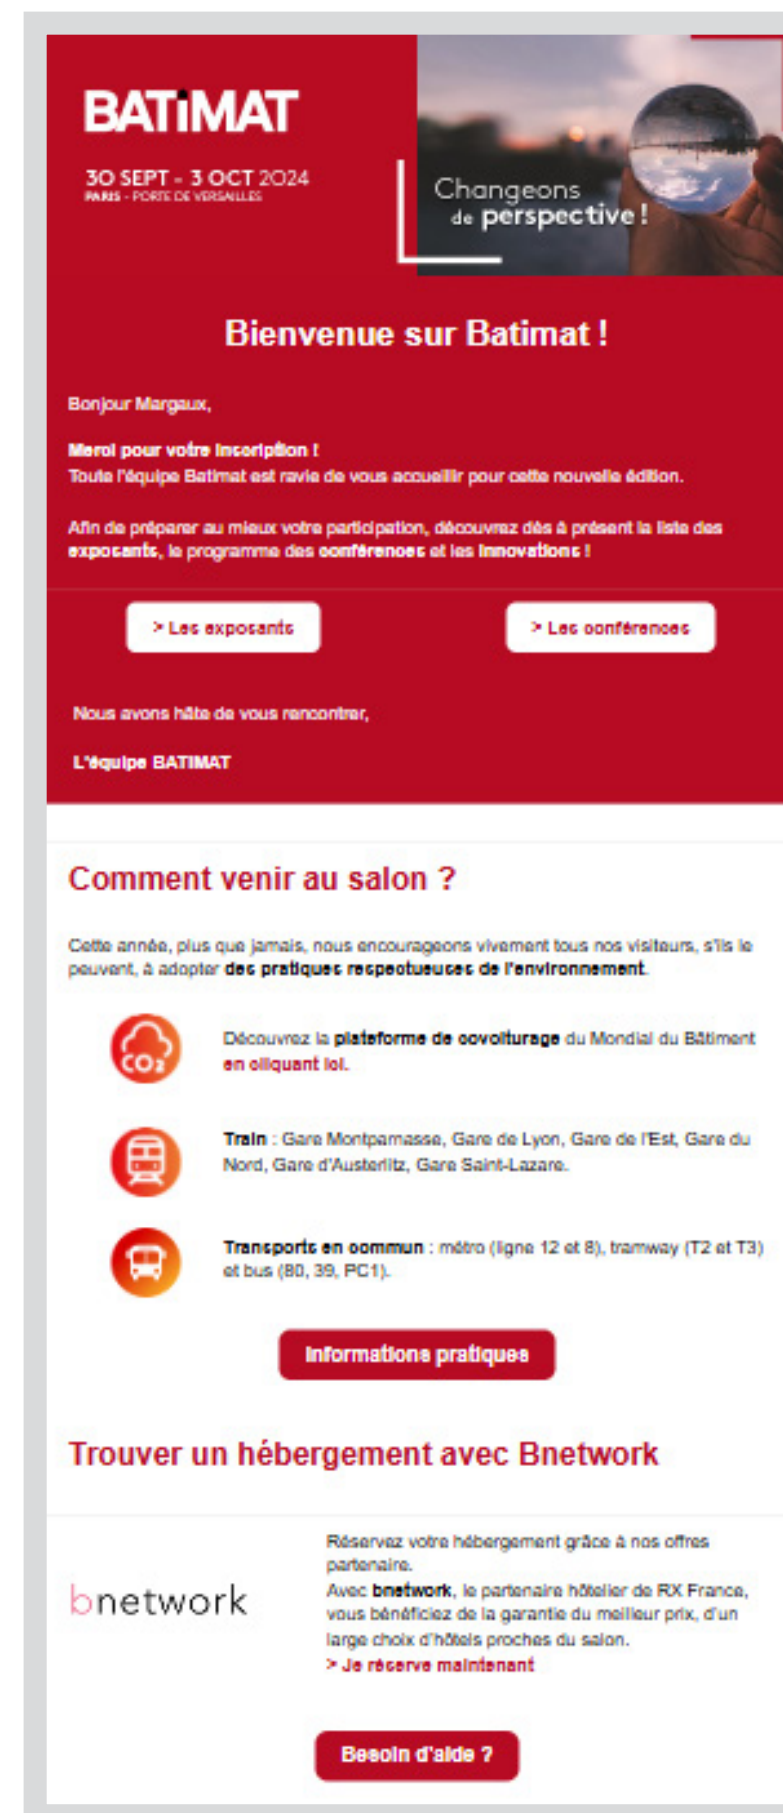 BATiMAT
30 SEPT - 3 OCT 2024
PARIS - PORTE DE VERSAILLES
Changeons
de perspective !
Bienvenue sur Batimat !
Bonjour Margaux,
Merci pour votre inscription !
Toute l'équipe Batimat est ravie de vous accueillir pour cette nouvelle édition.
Afin de préparer au mieux votre participation, découvrez dès à présent la liste des
exposants, le programme des conférences et les innovations !
> Les exposants
> Les conférences
Nous avons hâte de vous rencontrer,
L'équipe BATIMAT
Comment venir au salon ?
Cette année, plus que jamais, nous encourageons vivement tous nos visiteurs, s'ils le
peuvent, à adopter des pratiques respectueuses de l'environnement.
CO2
Découvrez la plateforme de covoiturage du Mondial du Bâtiment
en cliquant ici.
Train : Gare Montparnasse, Gare de Lyon, Gare de l'Est, Gare du
Nord, Gare d'Austerlitz, Gare Saint-Lazare.
Transports en commun : métro (ligne 12 et 8), tramway (T2 et T3)
et bus (80, 39, PC1).
Informations pratiques
Trouver un hébergement avec Bnetwork
bnetwork
Réservez votre hébergement grâce à nos offres
partenaire.
Avec bnetwork, le partenaire hôtelier de RX France,
vous bénéficiez de la garantie du meilleur prix, d'un
large choix d'hôtels proches du salon.
> Je réserve maintenant
Besoin d'aide ?